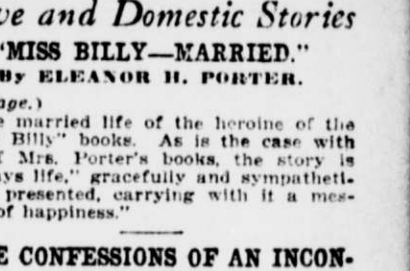 ve and Domestic Stories
"MISS BILLY—MARRIED."
By ELEANOR H. PORTER.
age.)
e married life of the heroine of the
Billy" books. As is the case with
f Mrs. Porter's books, the story is
ys life," gracefully and sympatheti-
presented, carrying with it a mes-
of happiness."
E CONFESSIONS OF AN INCON-